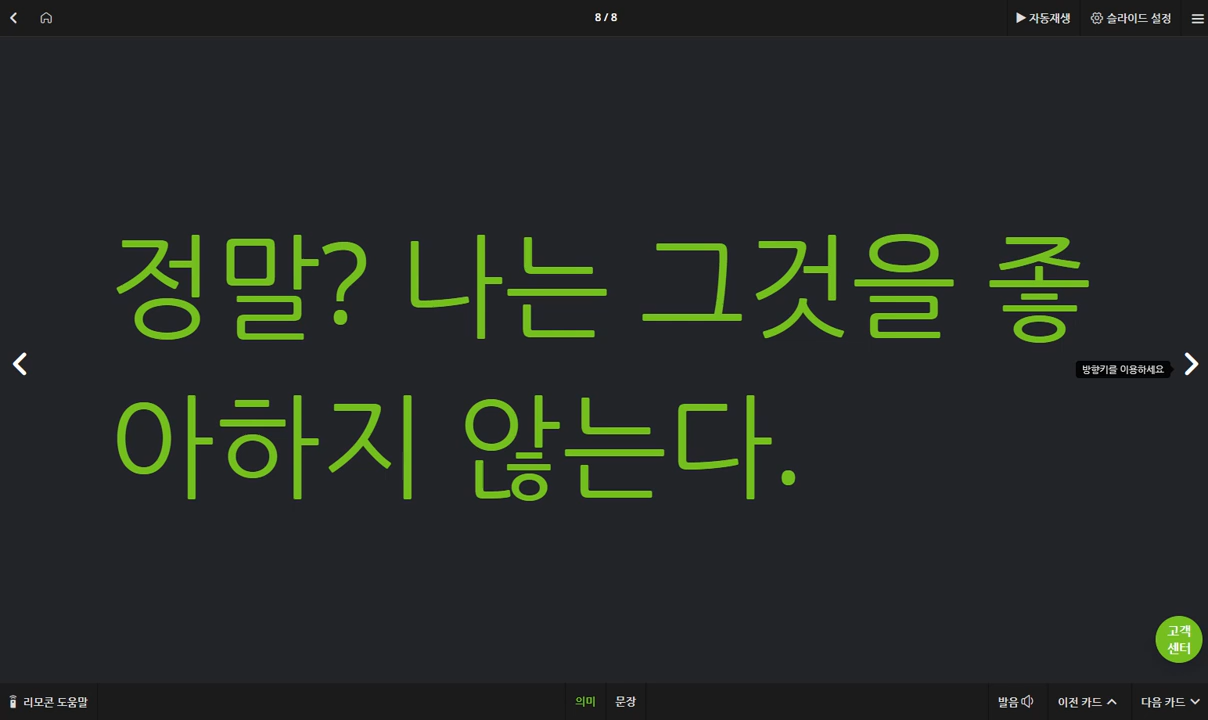 8 / 8
자동재생
슬라이드 설정
정말? 나는 그것을 좋
아하지 않는다.
방향키를 이용하세요
고객
센터
리모콘 도움말
의미
문장
발음
이전 카드
다음 카드